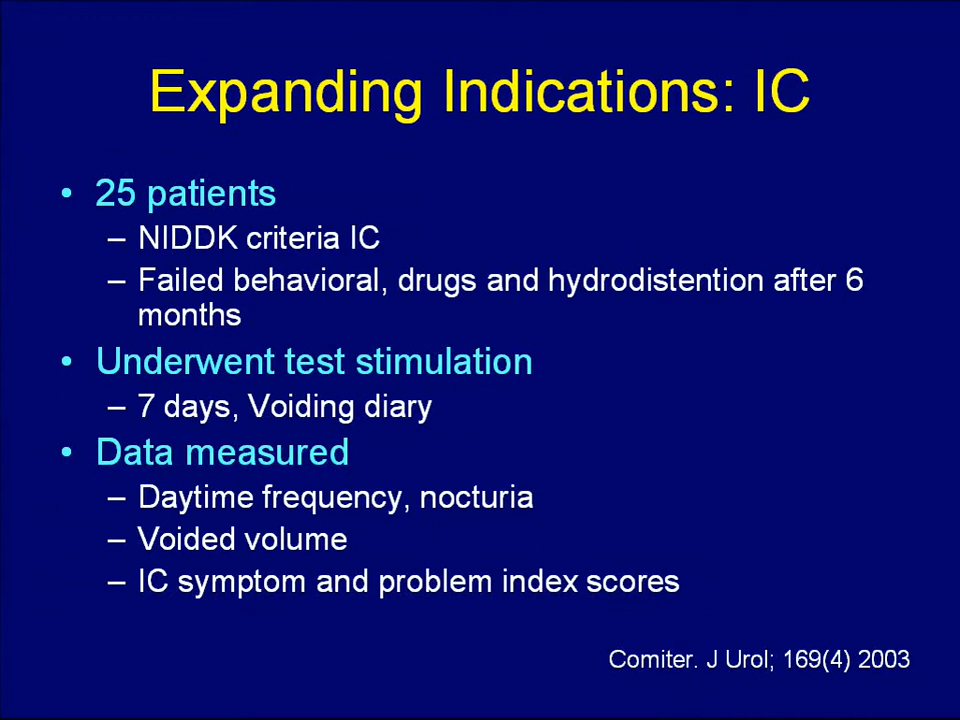 Expanding Indications: IC
• 25 patients
– NIDDK criteria IC
– Failed behavioral, drugs and hydrodistention after 6
months
• Underwent test stimulation
– 7 days, Voiding diary
• Data measured
– Daytime frequency, nocturia
– Voided volume
– IC symptom and problem index scores
Comiter. J Urol; 169(4) 2003